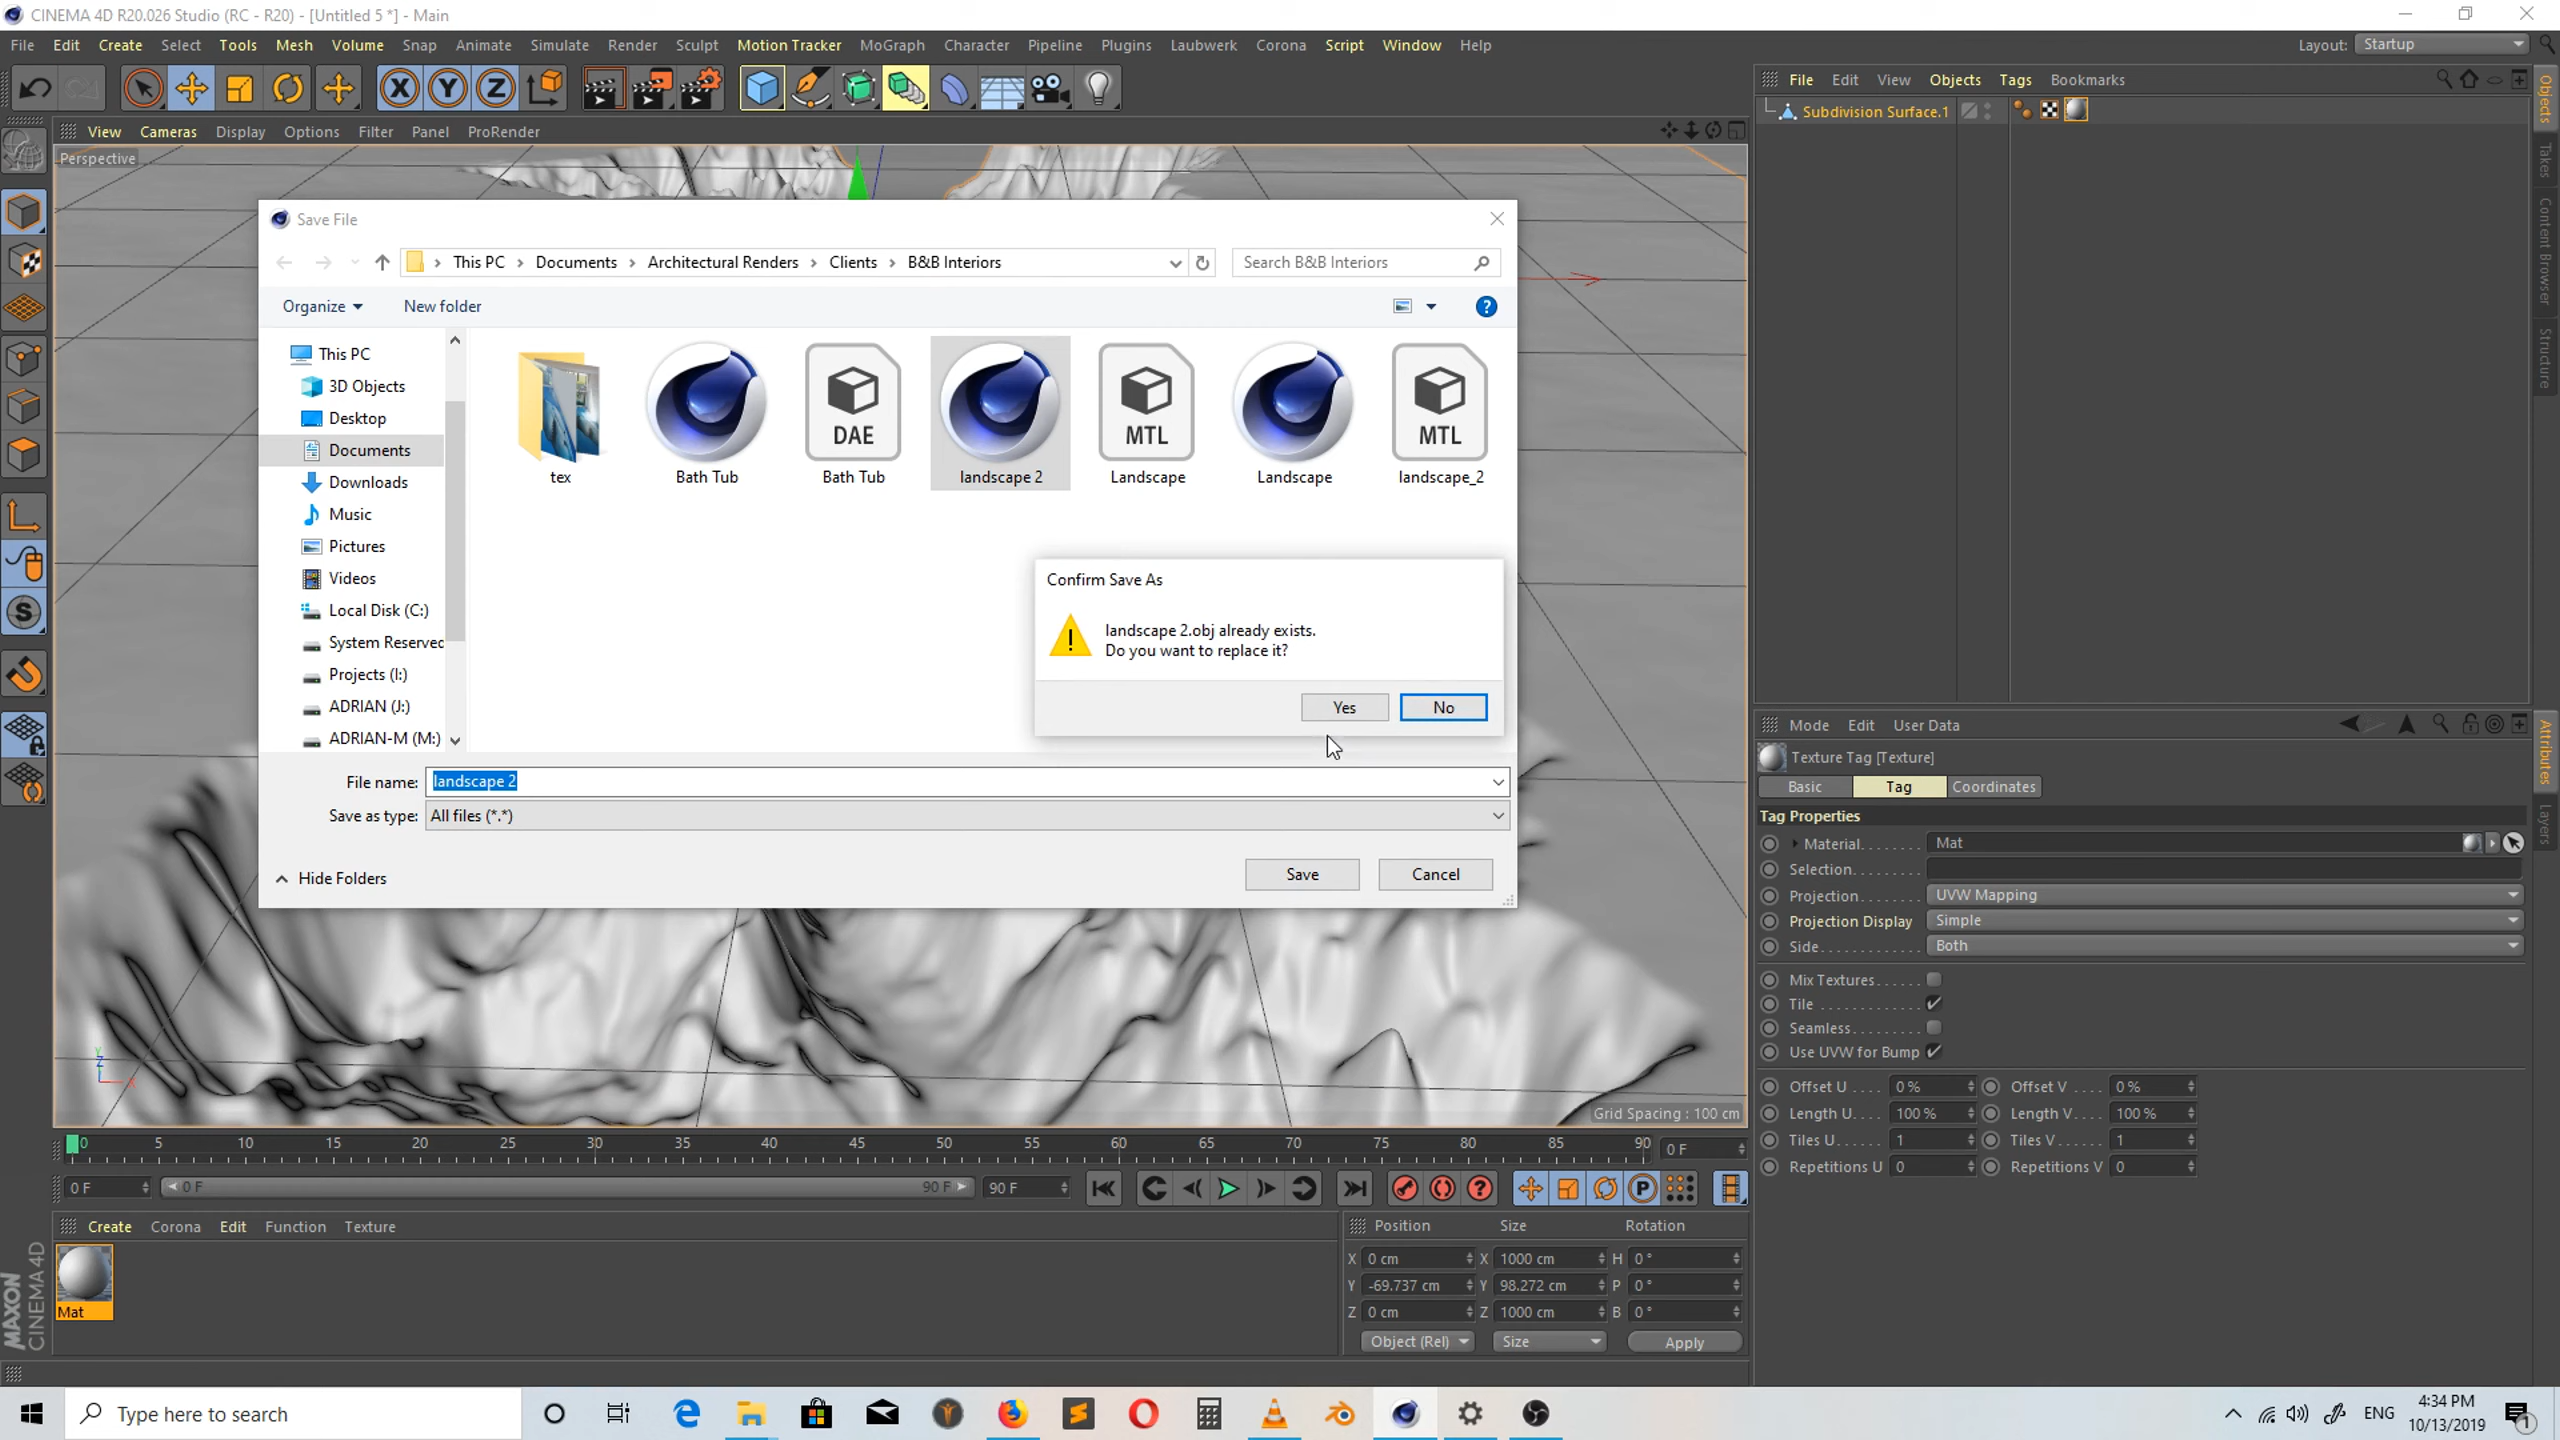 CINEMA 4D R20.026 Studio (RC - R20) - [Untitled 5 *] - Main
File Edit Create Select Tools Mesh Volume Snap Animate Simulate Render Sculpt Motion Tracker MoGraph Character Pipeline Plugins Laubwerk Corona Script Window Help
Layout: Startup
X Y Z
File Edit View Objects Tags Bookmarks
Subdivision Surface.1
Objects
Takes
Content Browser
Structure
View Cameras Display Options Filter Panel ProRender
Perspective
Save File
This PC Documents Architectural Renders Clients B&B Interiors
Search B&B Interiors
Organize New folder
This PC
3D Objects
Desktop
Documents
Downloads
Music
Pictures
Videos
Local Disk (C:)
System Reserved
Projects (I:)
ADRIAN (J:)
ADRIAN-M (M:)
DAE
MTL
MTL
tex
Bath Tub
Bath Tub
landscape 2
Landscape
Landscape
landscape_2
Confirm Save As
landscape 2.obj already exists.
Do you want to replace it?
Yes No
File name: landscape 2
Save as type: All files (*.*)
Hide Folders
Save Cancel
Y
Z
X
Grid Spacing : 100 cm
0 5 10 15 20 25 30 35 40 45 50 55 60 65 70 75 80 85 90 0 F
0 F 0 F 90 F 90 F
Create Corona Edit Function Texture
Mat
MAXON
CINEMA 4D
Position Size Rotation
X 0 cm X 1000 cm H 0 °
Y -69.737 cm Y 98.272 cm P 0 °
Z 0 cm Z 1000 cm B 0 °
Object (Rel) Size Apply
Mode Edit User Data
Attributes
Layers
Texture Tag [Texture]
Basic Tag Coordinates
Tag Properties
Material Mat
Selection
Projection UVW Mapping
Projection Display Simple
Side Both
Mix Textures
Tile
Seamless
Use UVW for Bump
Offset U 0 % Offset V 0 %
Length U 100 % Length V 100 %
Tiles U 1 Tiles V 1
Repetitions U 0 Repetitions V 0
Type here to search
ENG
4:34 PM
10/13/2019
1